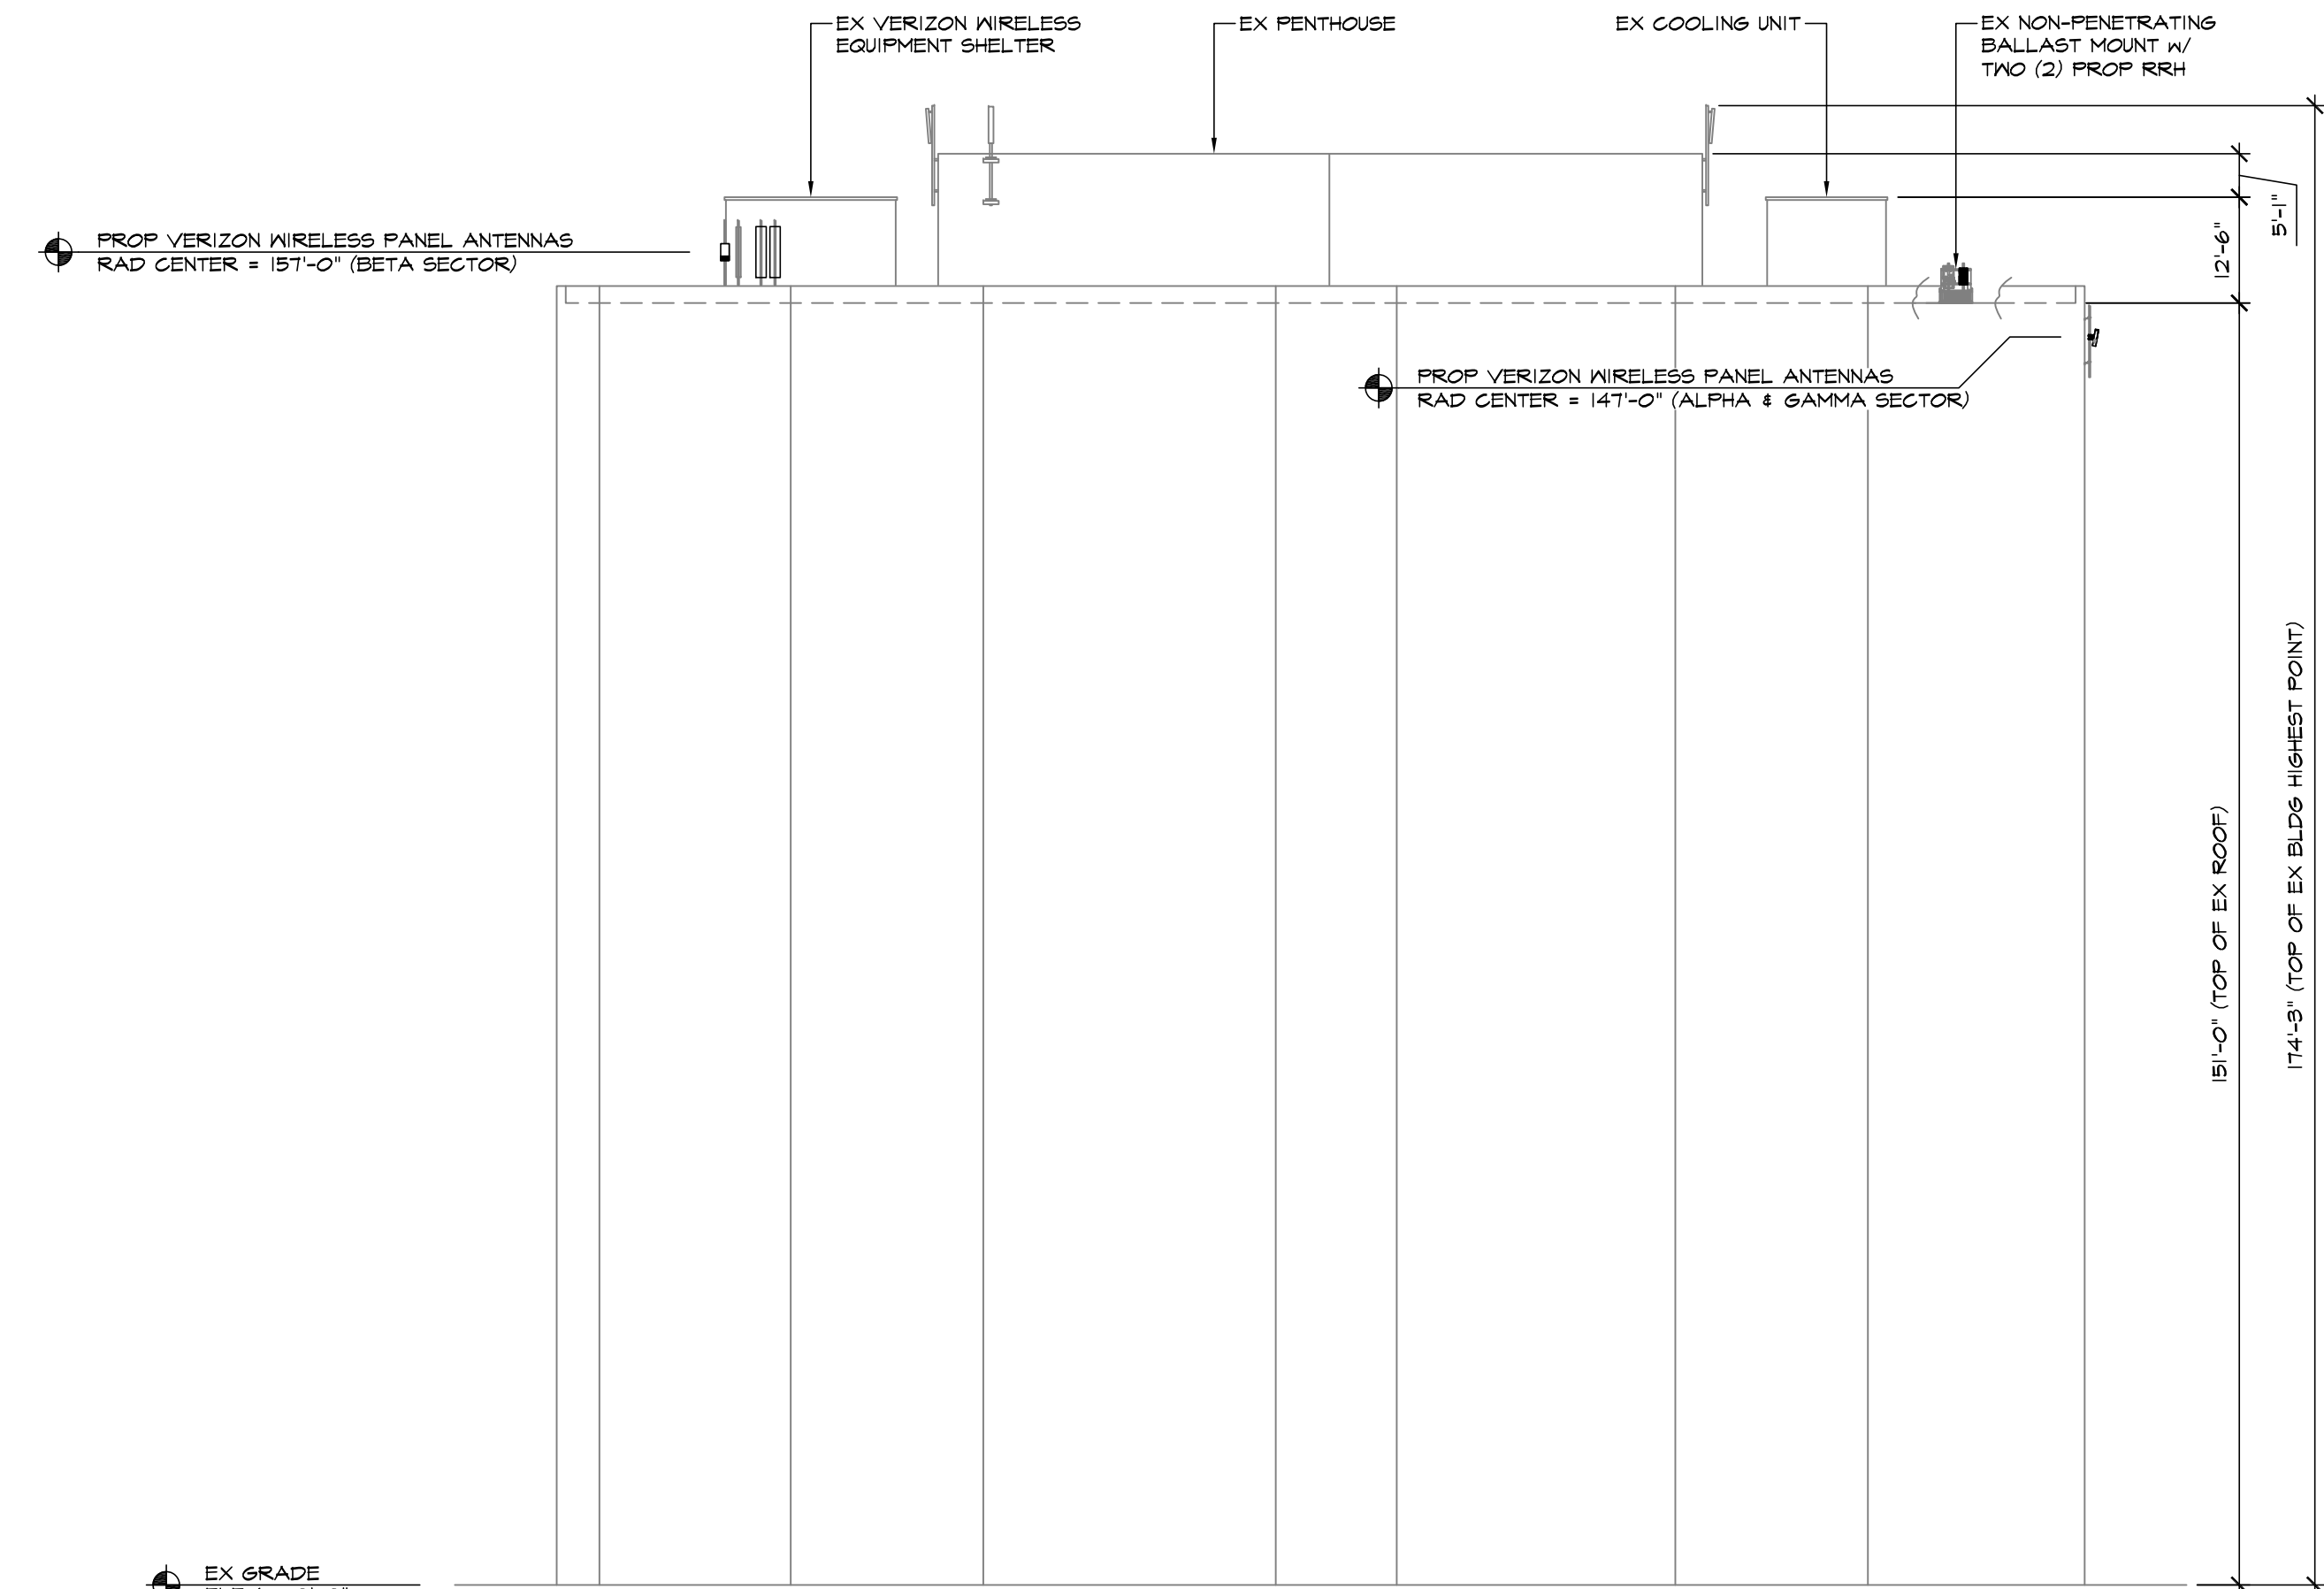 EX VERIZON WIRELESS
EQUIPMENT SHELTER
EX PENTHOUSE
EX COOLING UNIT
EX NON-PENETRATING
BALLAST MOUNT W/
TWO (2) PROP RRH
PROP VERIZON WIRELESS PANEL ANTENNAS
RAD CENTER = 157'-0" (BETA SECTOR)
5'-1"
12'-6"
PROP VERIZON WIRELESS PANEL ANTENNAS
RAD CENTER = 147'-0" (ALPHA & GAMMA SECTOR)
151'-0" (TOP OF EX ROOF)
174'-3" (TOP OF EX BLDG HIGHEST POINT)
EX GRADE